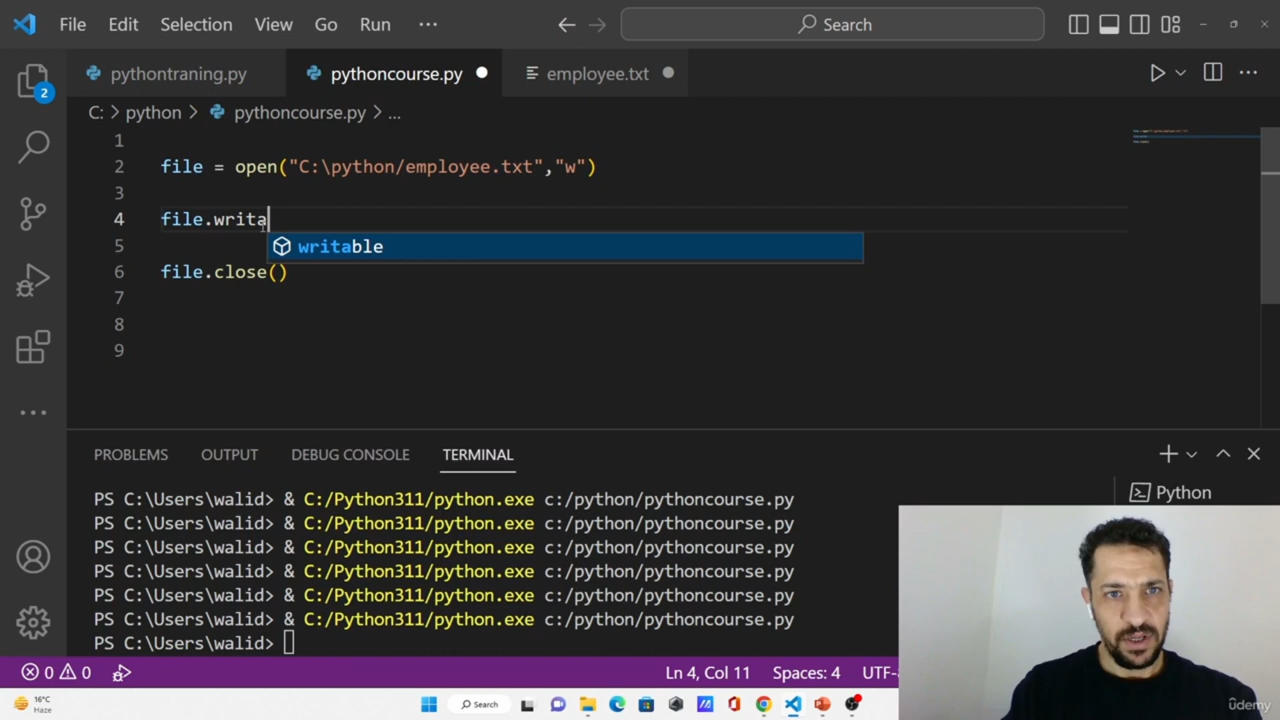 File Edit Selection View Go Run ··· Search
pythontraning.py pythoncourse.py employee.txt
2
C: > python > pythoncourse.py > ...
1
2 file = open("C:\python/employee.txt","w")
3
4 file.writa
5 writable
6 file.close()
7
8
9
PROBLEMS OUTPUT DEBUG CONSOLE TERMINAL
Python
PS C:\Users\walid> & C:/Python311/python.exe c:/python/pythoncourse.py
PS C:\Users\walid> & C:/Python311/python.exe c:/python/pythoncourse.py
PS C:\Users\walid> & C:/Python311/python.exe c:/python/pythoncourse.py
PS C:\Users\walid> & C:/Python311/python.exe c:/python/pythoncourse.py
PS C:\Users\walid> & C:/Python311/python.exe c:/python/pythoncourse.py
PS C:\Users\walid> & C:/Python311/python.exe c:/python/pythoncourse.py
PS C:\Users\walid>
0 0 Ln 4, Col 11 Spaces: 4 UTF-8
16°C
Haze
Search
udemy